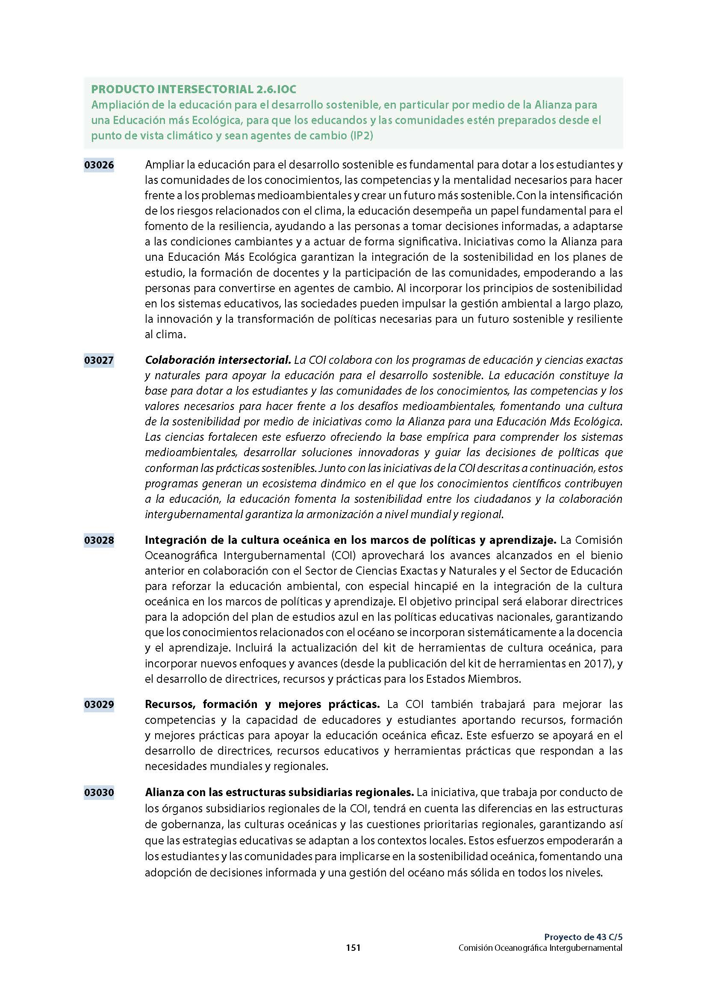 PRODUCTO INTERSECTORIAL 2.6.IOC
Ampliación de la educación para el desarrollo sostenible, en particular por medio de la Alianza para
una Educación más Ecológica, para que los educandos y las comunidades estén preparados desde el
punto de vista climático y sean agentes de cambio (IP2)
03026 Ampliar la educación para el desarrollo sostenible es fundamental para dotar a los estudiantes y
las comunidades de los conocimientos, las competencias y la mentalidad necesarios para hacer
frente a los problemas medioambientales y crear un futuro más sostenible. Con la intensificación
de los riesgos relacionados con el clima, la educación desempeña un papel fundamental para el
fomento de la resiliencia, ayudando a las personas a tomar decisiones informadas, a adaptarse
a las condiciones cambiantes y a actuar de forma significativa. Iniciativas como la Alianza para
una Educación Más Ecológica garantizan la integración de la sostenibilidad en los planes de
estudio, la formación de docentes y la participación de las comunidades, empoderando a las
personas para convertirse en agentes de cambio. Al incorporar los principios de sostenibilidad
en los sistemas educativos, las sociedades pueden impulsar la gestión ambiental a largo plazo,
la innovación y la transformación de políticas necesarias para un futuro sostenible y resiliente
al clima.
03027 Colaboración intersectorial. La COI colabora con los programas de educación y ciencias exactas
y naturales para apoyar la educación para el desarrollo sostenible. La educación constituye la
base para dotar a los estudiantes y las comunidades de los conocimientos, las competencias y los
valores necesarios para hacer frente a los desafíos medioambientales, fomentando una cultura
de la sostenibilidad por medio de iniciativas como la Alianza para una Educación Más Ecológica.
Las ciencias fortalecen este esfuerzo ofreciendo la base empírica para comprender los sistemas
medioambientales, desarrollar soluciones innovadoras y guiar las decisiones de políticas que
conforman las prácticas sostenibles. Junto con las iniciativas de la COI descritas a continuación, estos
programas generan un ecosistema dinámico en el que los conocimientos científicos contribuyen
a la educación, la educación fomenta la sostenibilidad entre los ciudadanos y la colaboración
intergubernamental garantiza la armonización a nivel mundial y regional.
03028 Integración de la cultura oceánica en los marcos de políticas y aprendizaje. La Comisión
Oceanográfica Intergubernamental (COI) aprovechará los avances alcanzados en el bienio
anterior en colaboración con el Sector de Ciencias Exactas y Naturales y el Sector de Educación
para reforzar la educación ambiental, con especial hincapié en la integración de la cultura
oceánica en los marcos de políticas y aprendizaje. El objetivo principal será elaborar directrices
para la adopción del plan de estudios azul en las políticas educativas nacionales, garantizando
que los conocimientos relacionados con el océano se incorporan sistemáticamente a la docencia
y el aprendizaje. Incluirá la actualización del kit de herramientas de cultura oceánica, para
incorporar nuevos enfoques y avances (desde la publicación del kit de herramientas en 2017), y
el desarrollo de directrices, recursos y prácticas para los Estados Miembros.
03029 Recursos, formación y mejores prácticas. La COI también trabajará para mejorar las
competencias y la capacidad de educadores y estudiantes aportando recursos, formación
y mejores prácticas para apoyar la educación oceánica eficaz. Este esfuerzo se apoyará en el
desarrollo de directrices, recursos educativos y herramientas prácticas que respondan a las
necesidades mundiales y regionales.
03030 Alianza con las estructuras subsidiarias regionales. La iniciativa, que trabaja por conducto de
los órganos subsidiarios regionales de la COI, tendrá en cuenta las diferencias en las estructuras
de gobernanza, las culturas oceánicas y las cuestiones prioritarias regionales, garantizando así
que las estrategias educativas se adaptan a los contextos locales. Estos esfuerzos empoderarán a
los estudiantes y las comunidades para implicarse en la sostenibilidad oceánica, fomentando una
adopción de decisiones informada y una gestión del océano más sólida en todos los niveles.
Proyecto de 43 C/5
151 Comisión Oceanográfica Intergubernamental